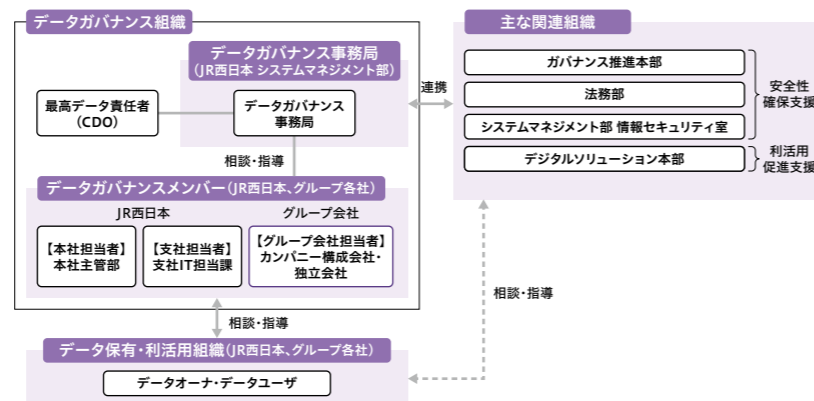 データガバナンス組織
データガバナンス事務局
(JR西日本 システムマネジメント部)
最高データ責任者
(CDO)
データガバナンス
事務局
相談・指導
データガバナンスメンバー(JR西日本、グループ各社)
JR西日本
グループ会社
【本社担当者】
本社主管部
【支社担当者】
支社IT担当課
【グループ会社担当者】
カンパニー構成会社・
独立会社
相談・指導
データ保有・利活用組織(JR西日本、グループ各社)
データオーナ・データユーザ
連携
主な関連組織
ガバナンス推進本部
法務部
システムマネジメント部 情報セキュリティ室
デジタルソリューション本部
安全性
確保支援
利活用
促進支援
相談・指導